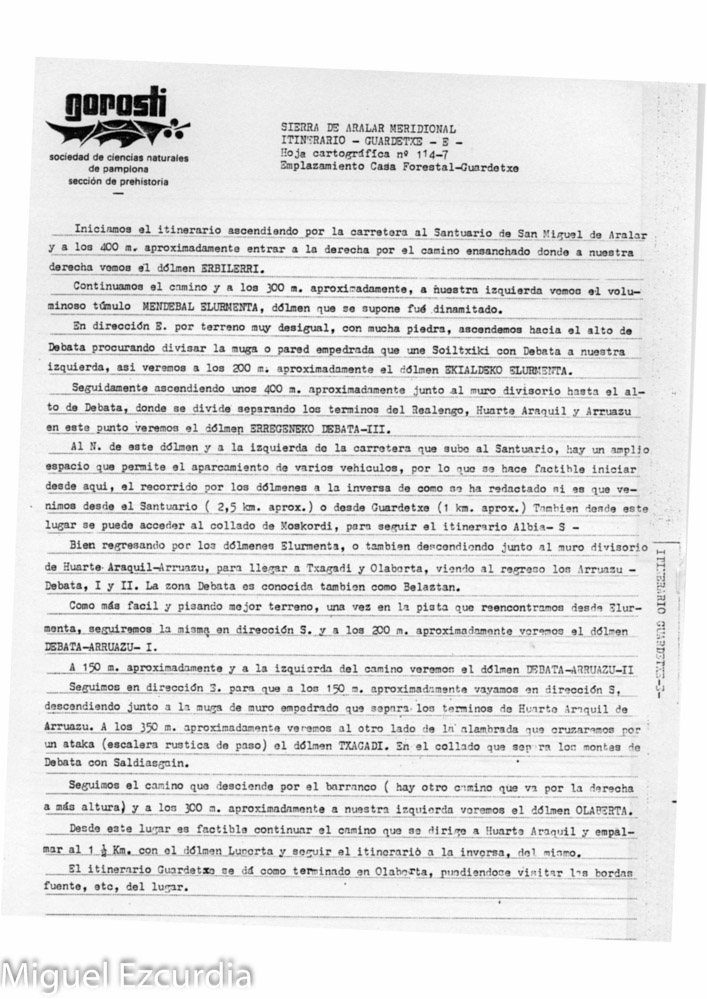 gorosti
sociedad de ciencias naturales
de pamplona
sección de prehistoria
SIERRA DE ARALAR MERIDIONAL
ITINERARIO - GUARDETXE - E -
Hoja cartográfica nº 114-7
Emplazamiento Casa Forestal-Guardetxe
Iniciamos el itinerario ascendiendo por la carretera al Santuario de San Miguel de Aralar
y a los 400 m. aproximadamente entrar a la derecha por el camino ensanchado donde a nuestra
derecha vemos el dólmen ERBILERRI.
Continuamos el camino y a los 300 m. aproximadamente, a nuestra izquierda vemos el volu-
minoso túmulo MENDEBAL ELURMENTA, dólmen que se supone fué dinamitado.
En dirección E. por terreno muy desigual, con mucha piedra, ascendemos hacia el alto de
Debata procurando divisar la muga o pared empedrada que une Soiltxiki con Debata a nuestra
izquierda, asi veremos a los 200 m. aproximadamente el dólmen EKIALDEKO ELURMENTA.
Seguidamente ascendiendo unos 400 m. aproximadamente junto al muro divisorio hasta el al-
to de Debata, donde se divide separando los terminos del Realengo, Huarte Araquil y Arruazu
en este punto veremos el dólmen ERREGENEKO DEBATA-III.
Al N. de este dólmen y a la izquierda de la carretera que sube al Santuario, hay un amplio
espacio que permite el aparcamiento de varios vehiculos, por lo que se hace factible iniciar
desde aqui, el recorrido por los dólmenes a la inversa de como se ha redactado si es que ve-
nimos desde el Santuario ( 2,5 km. aprox.) o desde Guardetxe (1 km. aprox.) Tambien desde este
lugar se puede acceder al collado de Moskordi, para seguir el itinerario Albia- S -
Bien regresando por los dólmenes Elurmenta, o tambien descendiendo junto al muro divisorio
de Huarte-Araquil-Arruazu, para llegar a Txagadi y Olaberta, viendo al regreso los Arruazu -
Debata, I y II. La zona Debata es conocida tambien como Belaztan.
Como más facil y pisando mejor terreno, una vez en la pista que reencontramos desde Elur-
menta, seguiremos la misma en dirección S. y a los 200 m. aproximadamente veremos el dólmen
DEBATA-ARRUAZU- I.
A 150 m. aproximadamente y a la izquierda del camino veremos el dólmen DEBATA-ARRUAZU-II
Seguimos en dirección E. para que a los 150 m. aproximadamente vayamos en dirección S,
descendiendo junto a la muga de muro empedrado que separa los terminos de Huarte Araquil de
Arruazu. A los 350 m. aproximadamente veremos al otro lado de la alambrada que cruzaremos por
un ataka (escalera rustica de paso) el dólmen TXAGADI. En el collado que separa los montes de
Debata con Saldiasgain.
Seguimos el camino que desciende por el barranco ( hay otro camino que va por la derecha
a más altura) y a los 300 m. aproximadamente a nuestra izquierda veremos el dólmen OLABERTA.
Desde este lugar es factible continuar el camino que se dirige a Huarte Araquil y empal-
mar al 1 ½ Km. con el dólmen Luperta y seguir el itinerario a la inversa, del mismo.
El itinerario Guardetxe se dá como terminado en Olaberta, pudiendose visitar las bordas
fuente, etc, del lugar.
ITINERARIO GUARDETXE-E-
Miguel Ezcurdia